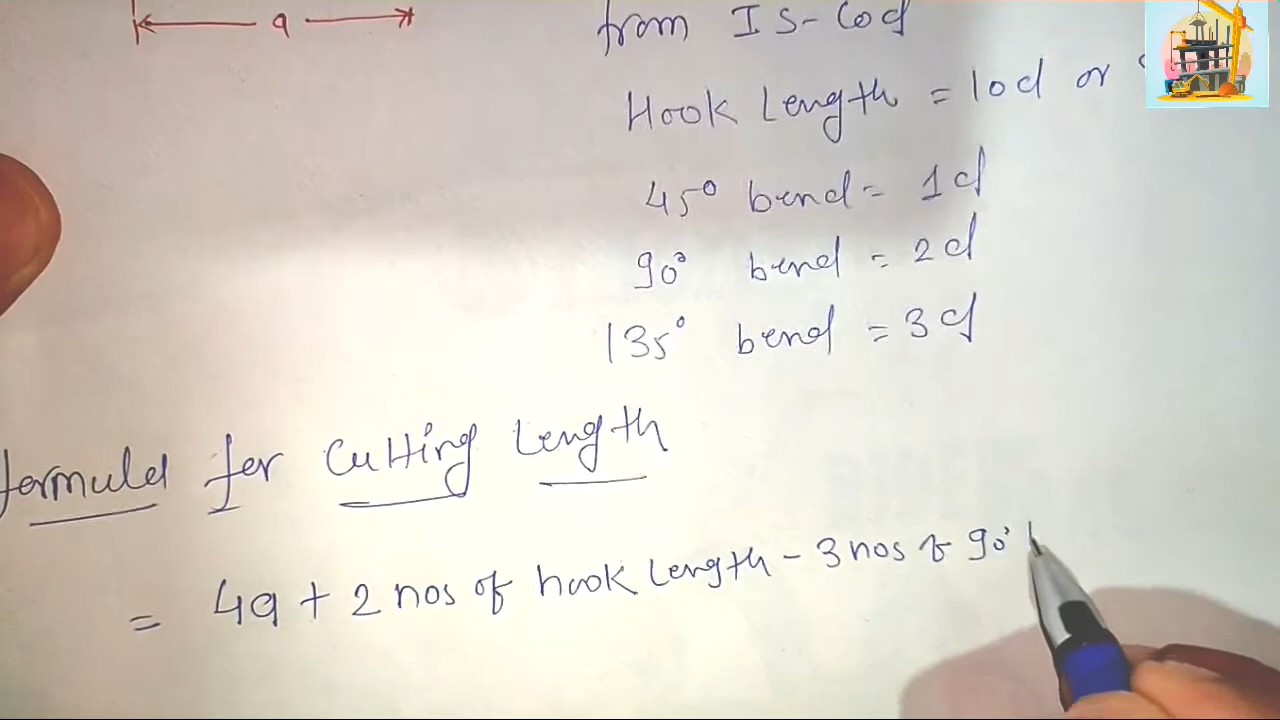 a
from IS-Cod
Hook Length = 10d or
45° bend = 1d
90° bend = 2d
135° bend = 3d
formula for Cutting Length
= 4a + 2 nos of hook Length - 3 nos of 90°